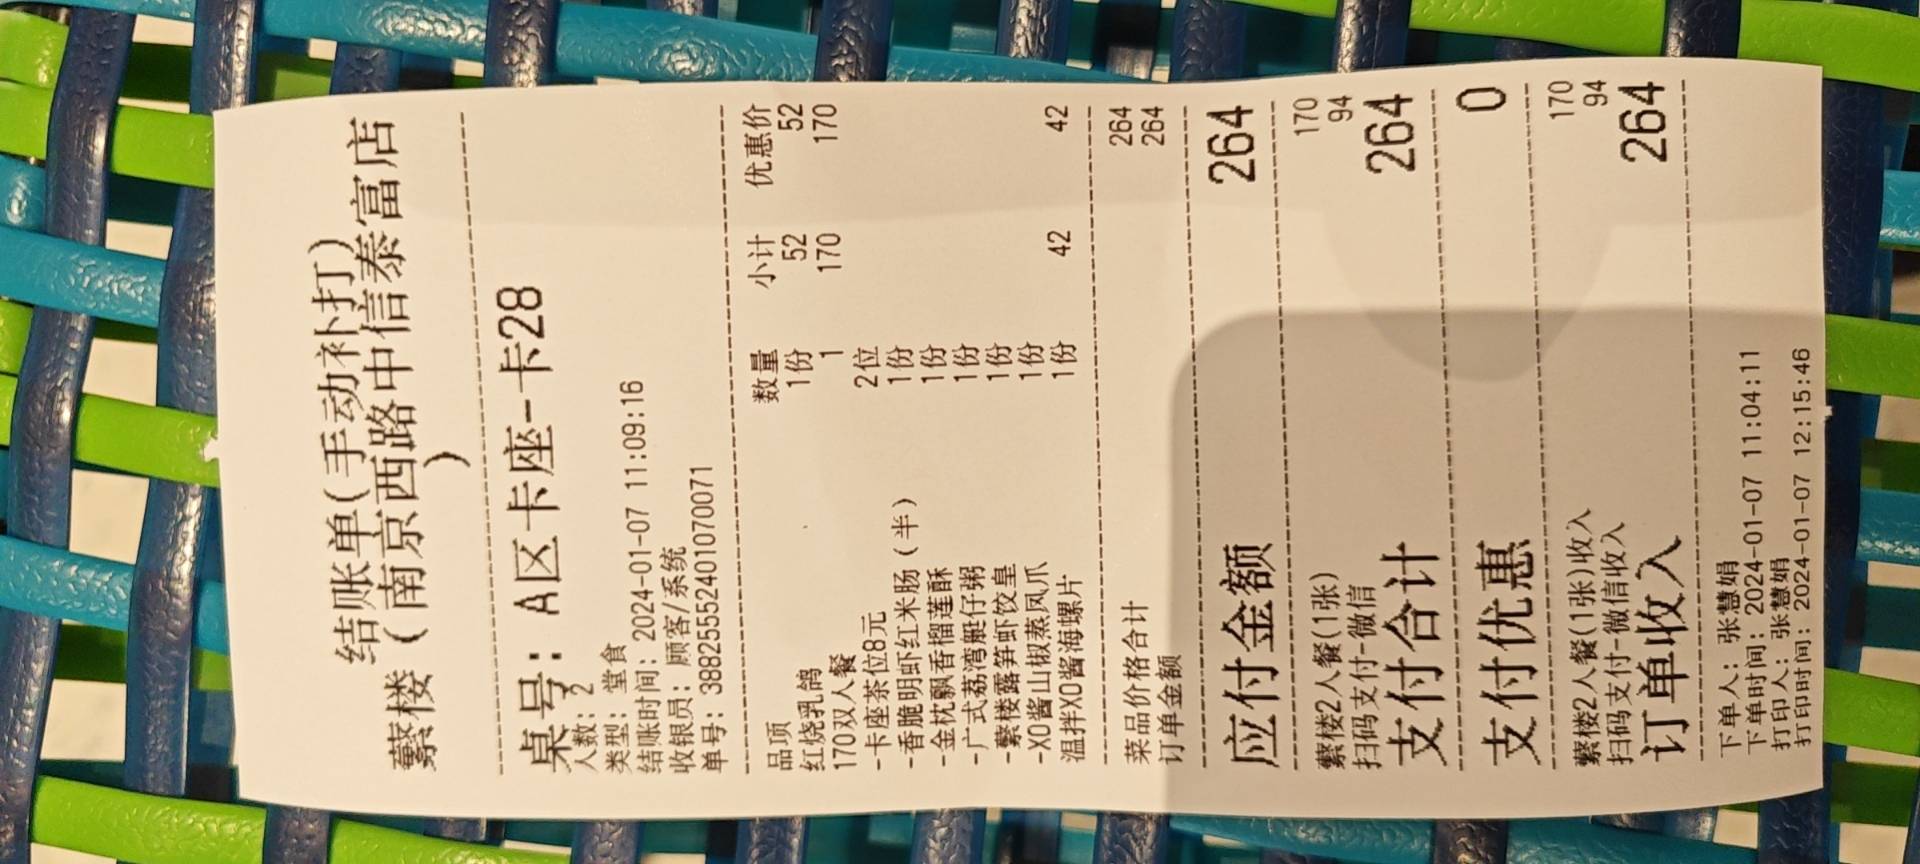 结账单(手动补打)
蘩楼（南京西路中信泰富店
）
桌号：A区卡座-卡28
人数：2
类型：堂食
结账时间：2024-01-07 11:09:16
收银员：顾客/系统
单号：38825552401070071
品项 数量 小计 优惠价
红烧乳鸽 1份 52 52
170双人餐 1 170 170
-卡座茶位8元 2位
-香脆明虾红米肠（半） 1份
-金枕飘香榴莲酥 1份
-广式荔湾艇仔粥 1份
-蘩楼露笋虾饺皇 1份
-XO酱山椒蒸凤爪 1份
温拌XO酱海螺片 1份 42 42
菜品价格合计 264
订单金额 264
应付金额 264
蘩楼2人餐(1张) 170
扫码支付-微信 94
支付合计 264
支付优惠 0
蘩楼2人餐(1张)收入 170
扫码支付-微信收入 94
订单收入 264
下单人：张慧娟
下单时间：2024-01-07 11:04:11
打印人：张慧娟
打印时间：2024-01-07 12:15:46